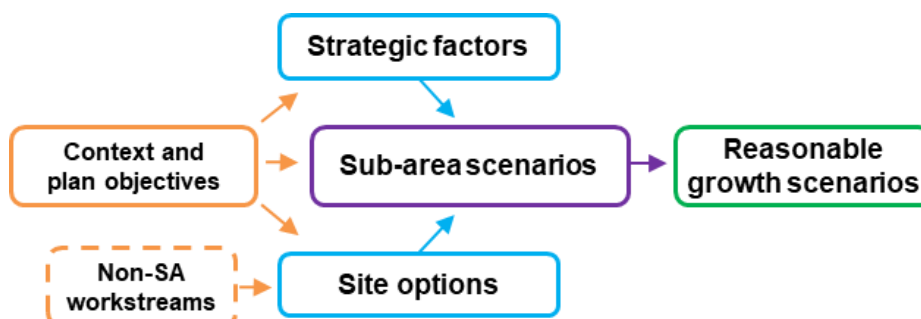 Strategic factors
Context and
plan objectives
Sub-area scenarios
Reasonable
growth scenarios
Non-SA
workstreams
Site options